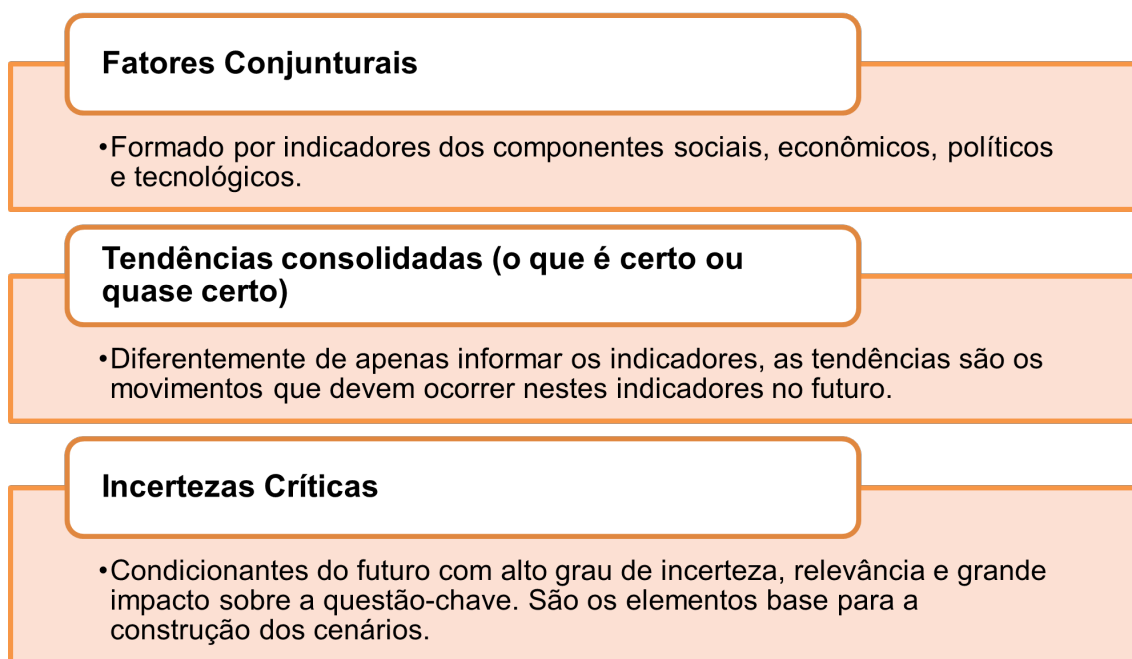 Fatores Conjunturais
•Formado por indicadores dos componentes sociais, econômicos, políticos
e tecnológicos.
Tendências consolidadas (o que é certo ou
quase certo)
•Diferentemente de apenas informar os indicadores, as tendências são os
movimentos que devem ocorrer nestes indicadores no futuro.
Incertezas Críticas
•Condicionantes do futuro com alto grau de incerteza, relevância e grande
impacto sobre a questão-chave. São os elementos base para a
construção dos cenários.